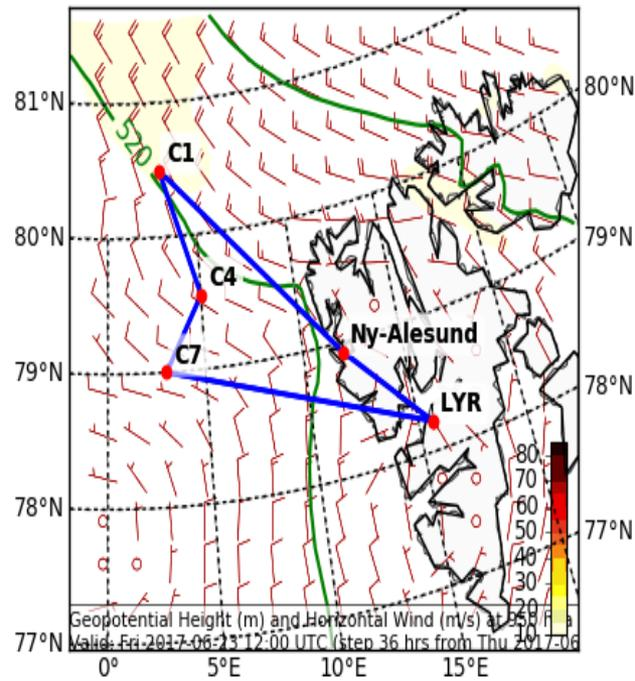 80°N
81°N
520
C1
80°N
79°N
C4
Ny-Alesund
C7
79°N
78°N
LYR
80
70
60
78°N
50
77°N
40
30
20
10
Geopotential Height (m) and Horizontal Wind (m/s) at
Valid: Fri 2017-06-23 12:00 UTC (step 36 hrs from Thu 2017-06
77°N
0° 5°E 10°E 15°E